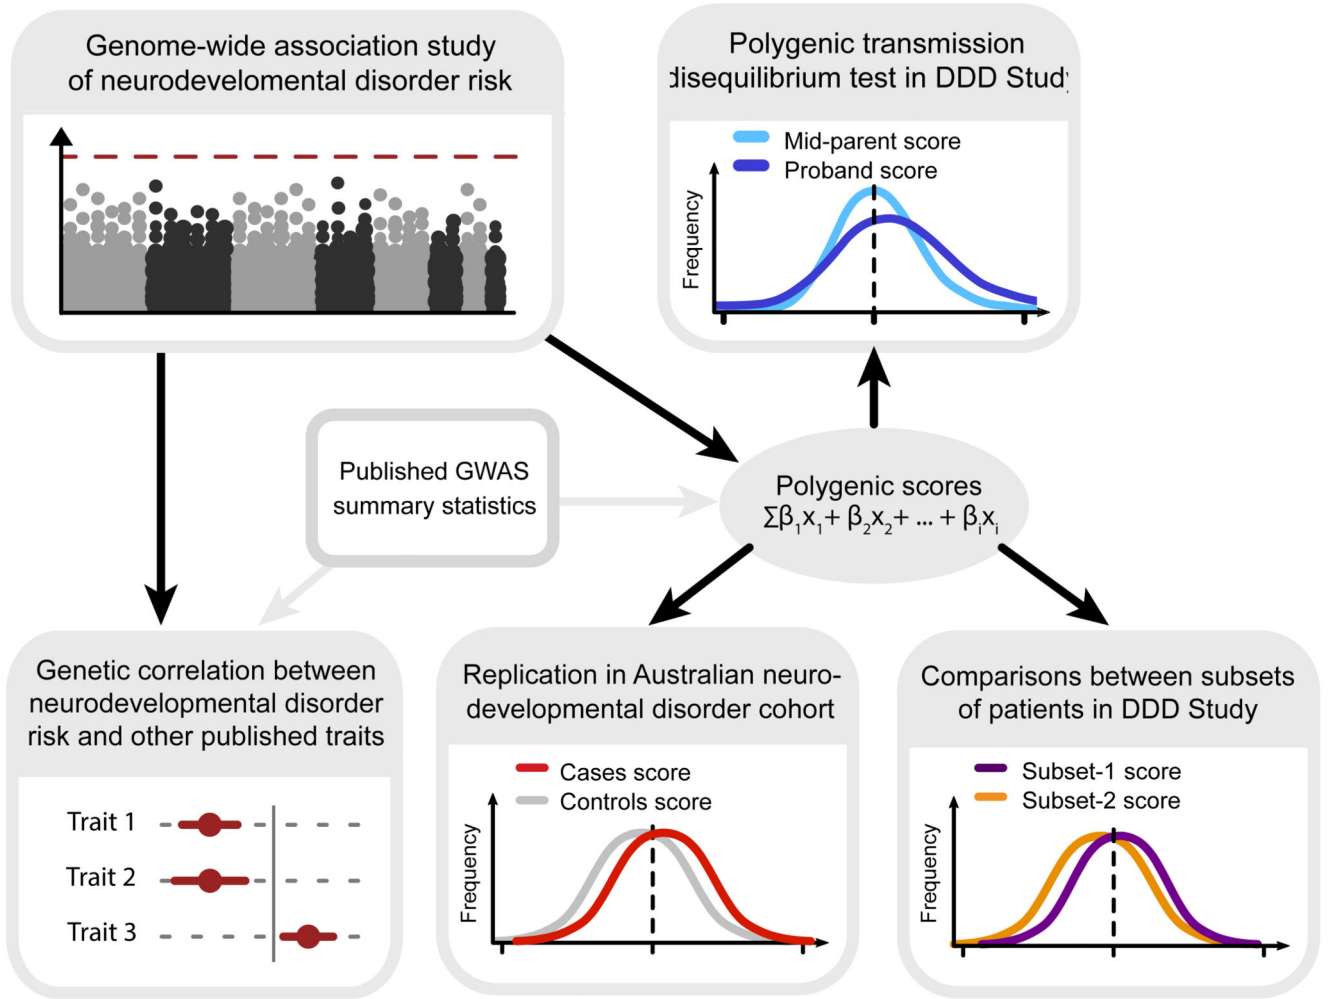 Genome-wide association study
of neurodevelomental disorder risk
Polygenic transmission
disequilibrium test in DDD Study
Mid-parent score
Proband score
Frequency
Published GWAS
summary statistics
Polygenic scores
Σβ₁x₁+ β₂x₂+ ... + βᵢxᵢ
Genetic correlation between
neurodevelopmental disorder
risk and other published traits
Trait 1
Trait 2
Trait 3
Replication in Australian neuro-
developmental disorder cohort
Cases score
Controls score
Frequency
Comparisons between subsets
of patients in DDD Study
Subset-1 score
Subset-2 score
Frequency